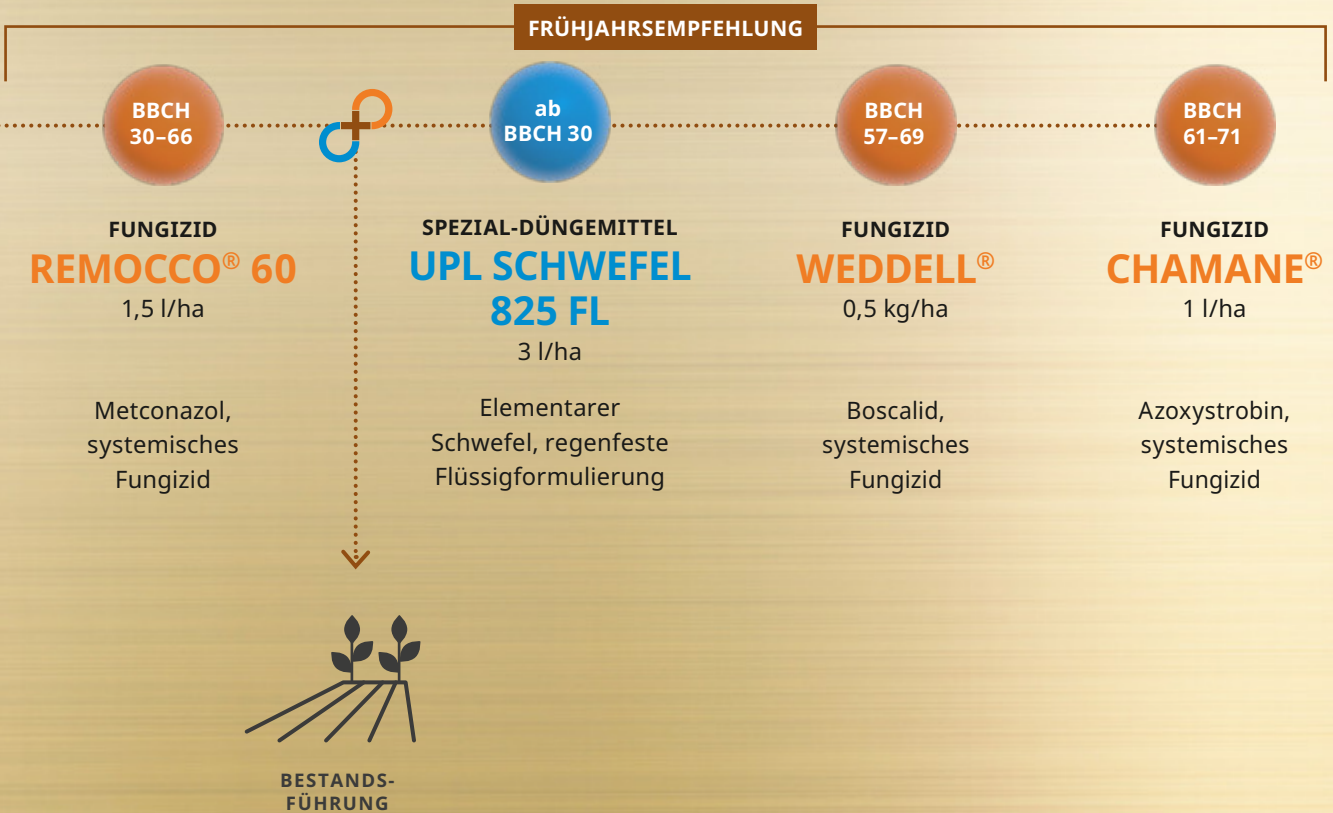 FRÜHJAHRSEMPFEHLUNG
BBCH
30–66
FUNGIZID
REMOCCO® 60
1,5 l/ha
Metconazol,
systemisches
Fungizid
ab
BBCH 30
SPEZIAL-DÜNGEMITTEL
UPL SCHWEFEL
825 FL
3 l/ha
Elementarer
Schwefel, regenfeste
Flüssigformulierung
BBCH
57–69
FUNGIZID
WEDDELL®
0,5 kg/ha
Boscalid,
systemisches
Fungizid
BBCH
61–71
FUNGIZID
CHAMANE®
1 l/ha
Azoxystrobin,
systemisches
Fungizid
BESTANDS-
FÜHRUNG